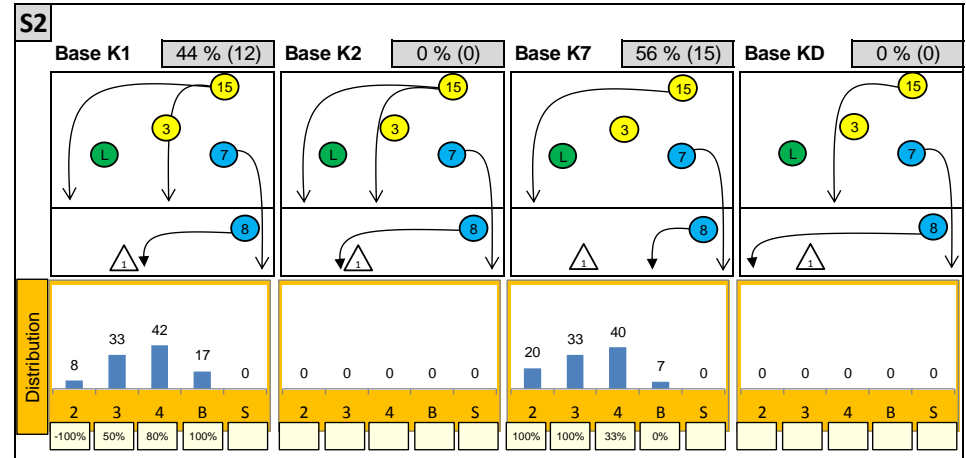 S2
Base K1 44 % (12) Base K2 0 % (0) Base K7 56 % (15) Base KD 0 % (0)
15 15 15 15
3 3 3 3
L 7 L 7 L 7 L 7
8 8 8 8
1 1 1 1
Distribution
8 33 42 17 0 0 0 0 0 0 20 33 40 7 0 0 0 0 0 0
2 3 4 B S 2 3 4 B S 2 3 4 B S 2 3 4 B S
-100% 50% 80% 100% 100% 100% 33% 0%